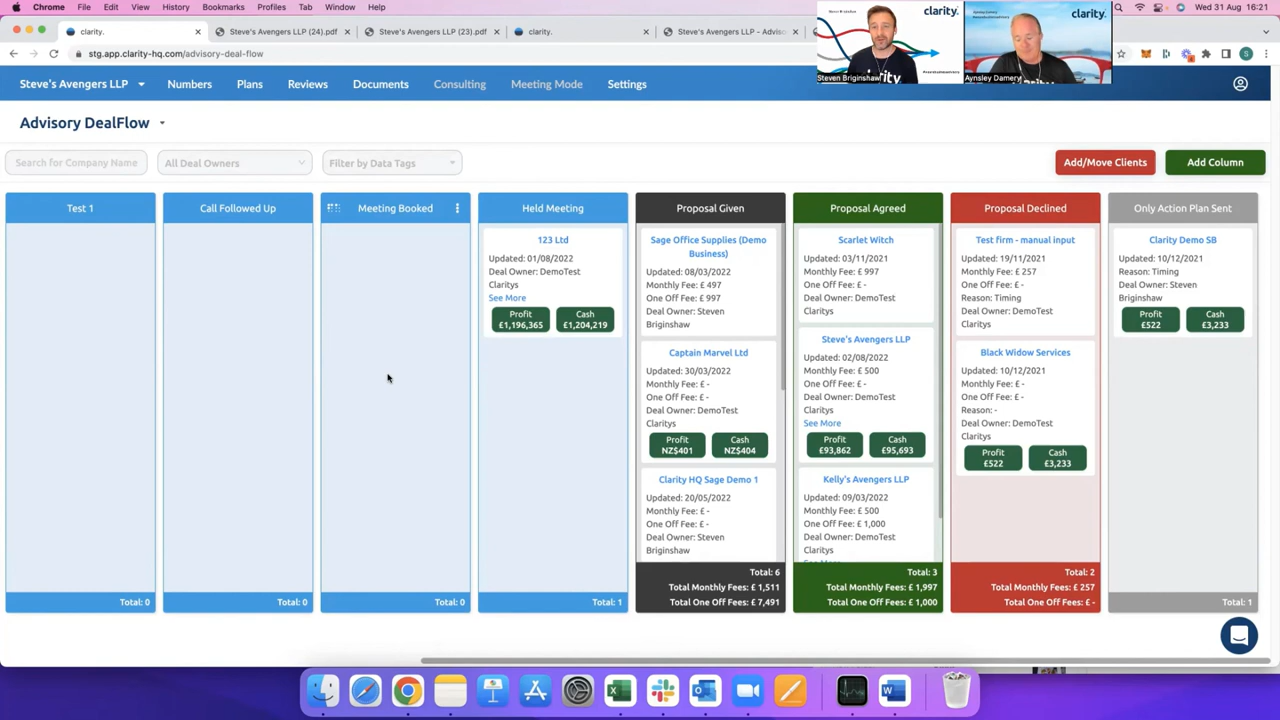 Chrome File Edit View History Bookmarks Profiles Tab Window Help
Wed 31 Aug 16:21
clarity.
Steve's Avengers LLP (24).pdf
Steve's Avengers LLP (23).pdf
clarity.
Steve's Avengers LLP - Adviso
stg.app.clarity-hq.com/advisory-deal-flow
clarity.
Steven Briginshaw
clarity.
Aynsley Damery
Steve's Avengers LLP
Numbers
Plans
Reviews
Documents
Consulting
Meeting Mode
Settings
Advisory DealFlow
Search for Company Name
All Deal Owners
Filter by Data Tags
Add/Move Clients
Add Column
Test 1
Total: 0
Call Followed Up
Total: 0
Meeting Booked
Total: 0
Held Meeting
123 Ltd
Updated: 01/08/2022
Deal Owner: DemoTest
Claritys
See More
Profit
£1,196,365
Cash
£1,204,219
Total: 1
Proposal Given
Sage Office Supplies (Demo
Business)
Updated: 08/03/2022
Monthly Fee: £ 497
One Off Fee: £ 997
Deal Owner: Steven
Briginshaw
Captain Marvel Ltd
Updated: 30/03/2022
Monthly Fee: £ -
One Off Fee: £ -
Deal Owner: DemoTest
Claritys
Profit
NZ$401
Cash
NZ$404
Clarity HQ Sage Demo 1
Updated: 20/05/2022
Monthly Fee: £ -
One Off Fee: £ -
Deal Owner: Steven
Briginshaw
Total: 6
Total Monthly Fees: £ 1,511
Total One Off Fees: £ 7,491
Proposal Agreed
Scarlet Witch
Updated: 03/11/2021
Monthly Fee: £ 997
One Off Fee: £ -
Deal Owner: DemoTest
Claritys
Steve's Avengers LLP
Updated: 02/08/2022
Monthly Fee: £ 500
One Off Fee: £ -
Deal Owner: DemoTest
Claritys
See More
Profit
£93,862
Cash
£95,693
Kelly's Avengers LLP
Updated: 09/03/2022
Monthly Fee: £ 500
One Off Fee: £ 1,000
Deal Owner: DemoTest
Claritys
Total: 3
Total Monthly Fees: £ 1,997
Total One Off Fees: £ 1,000
Proposal Declined
Test firm - manual input
Updated: 19/11/2021
Monthly Fee: £ 257
One Off Fee: £ -
Reason: Timing
Deal Owner: DemoTest
Claritys
Black Widow Services
Updated: 10/12/2021
Monthly Fee: £ -
One Off Fee: £ -
Reason: -
Deal Owner: DemoTest
Claritys
Profit
£522
Cash
£3,233
Total: 2
Total Monthly Fees: £ 257
Total One Off Fees: £ -
Only Action Plan Sent
Clarity Demo SB
Updated: 10/12/2021
Reason: Timing
Deal Owner: Steven
Briginshaw
Profit
£522
Cash
£3,233
Total: 1